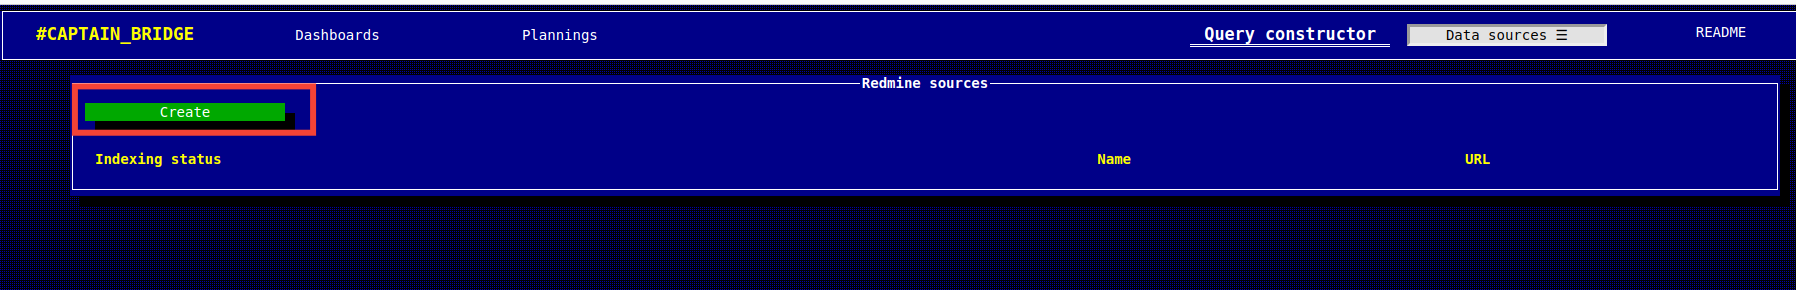 #CAPTAIN_BRIDGE Dashboards Plannings Query constructor Data sources ☰ README
Redmine sources
Create
Indexing status Name URL